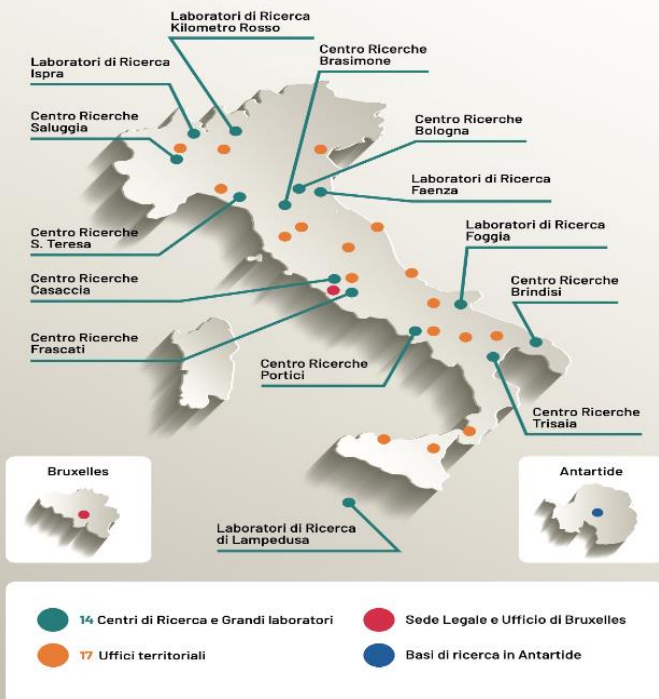 Laboratori di Ricerca
Kilometro Rosso
Centro Ricerche
Brasimone
Laboratori di Ricerca
Ispra
Centro Ricerche
Saluggia
Centro Ricerche
Bologna
Laboratori di Ricerca
Faenza
Centro Ricerche
S. Teresa
Laboratori di Ricerca
Foggia
Centro Ricerche
Casaccia
Centro Ricerche
Brindisi
Centro Ricerche
Frascati
Centro Ricerche
Portici
Centro Ricerche
Trisaia
Bruxelles
Antartide
Laboratori di Ricerca
di Lampedusa
14 Centri di Ricerca e Grandi laboratori
Sede Legale e Ufficio di Bruxelles
17 Uffici territoriali
Basi di ricerca in Antartide